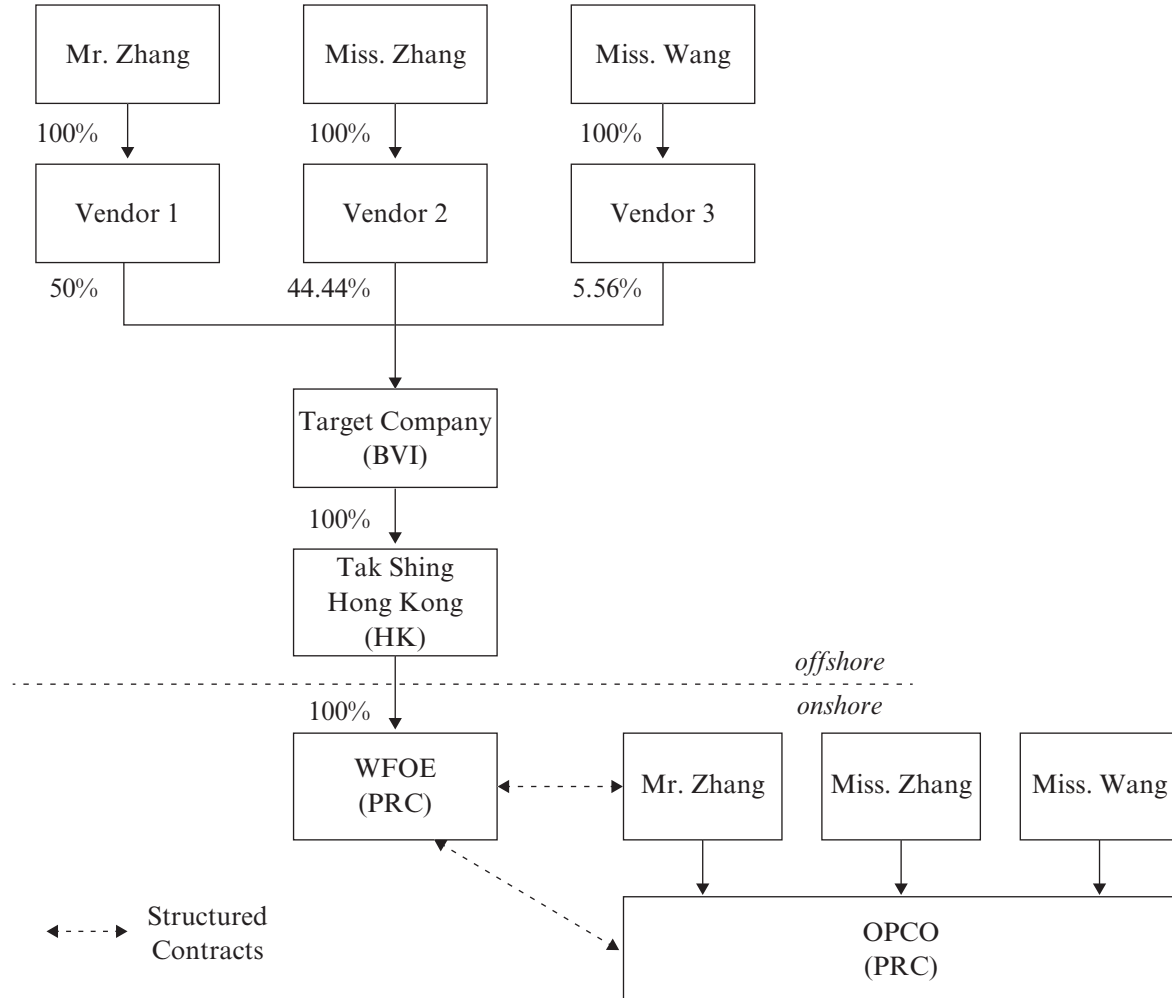 Mr. Zhang
Miss. Zhang
Miss. Wang
100%
100%
100%
Vendor 1
Vendor 2
Vendor 3
50%
44.44%
5.56%
Target Company
(BVI)
100%
Tak Shing
Hong Kong
(HK)
offshore
onshore
100%
WFOE
(PRC)
Mr. Zhang
Miss. Zhang
Miss. Wang
Structured
Contracts
OPCO
(PRC)